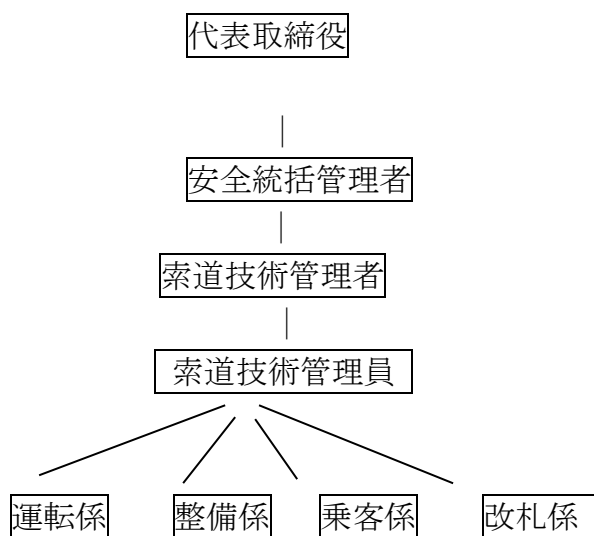 代表取締役
安全統括管理者
索道技術管理者
索道技術管理員
運転係 整備係 乗客係 改札係